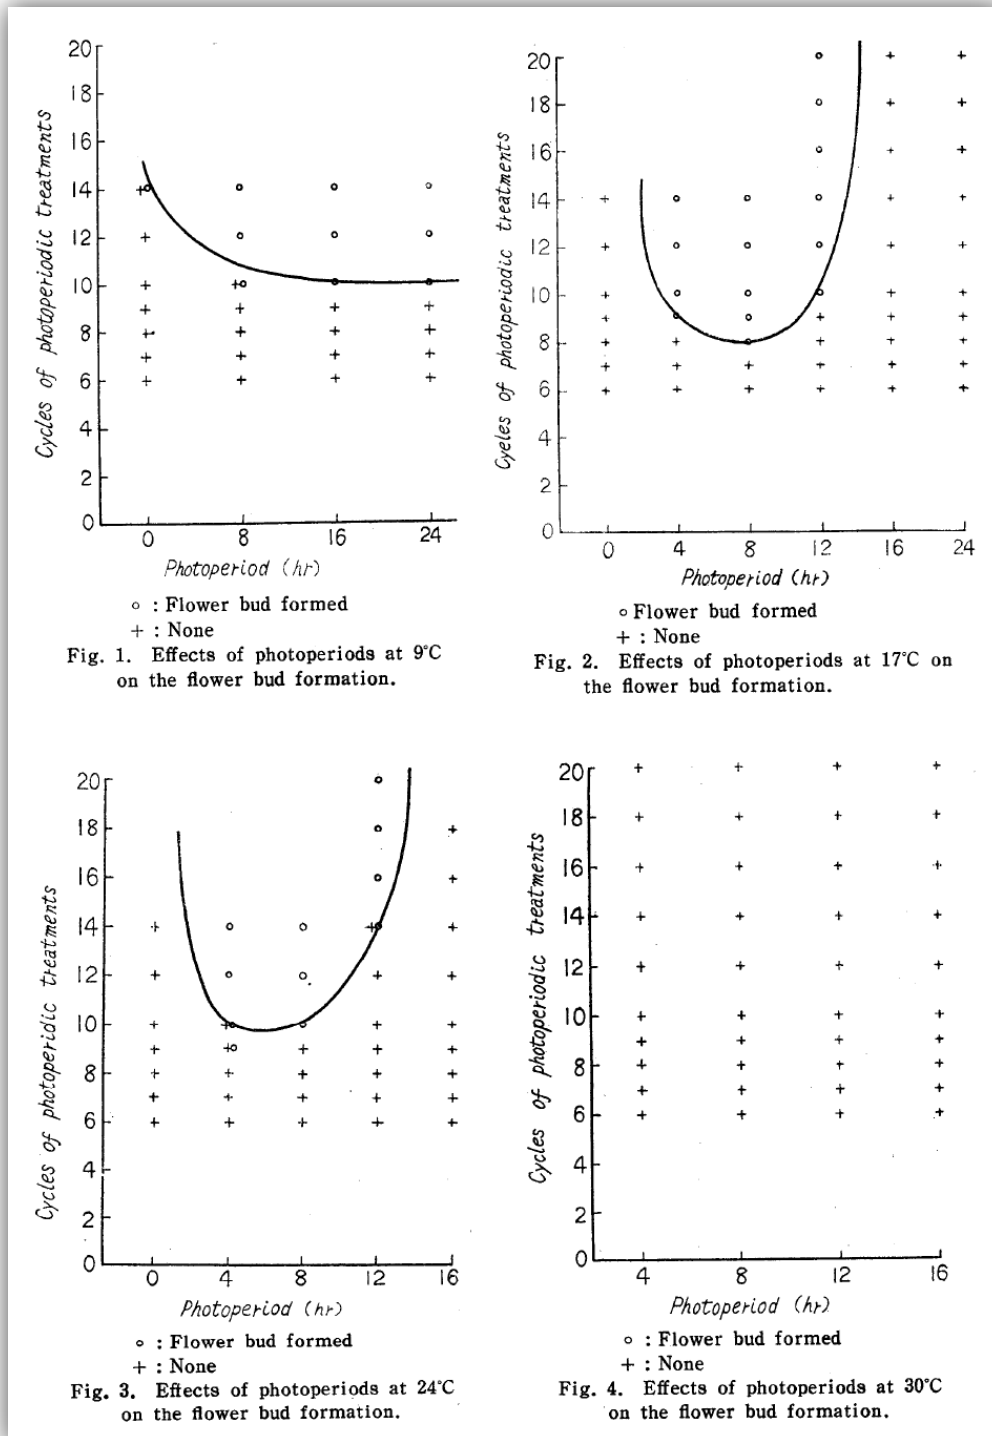 20
18
16
14
12
10
8
6
4
2
0
Cycles of photoperiodic treatments
0 8 16 24
Photoperiod (hr)
o : Flower bud formed
+ : None
Fig. 1. Effects of photoperiods at 9°C
on the flower bud formation.
20
18
16
14
12
10
8
6
4
2
0
Cyeles of photoperiodic treatments
0 4 8 12 16 24
Photoperiod (hr)
o Flower bud formed
+ : None
Fig. 2. Effects of photoperiods at 17°C on
the flower bud formation.
20
18
16
14
12
10
8
6
4
2
0
Cycles of photoperidic treatments
0 4 8 12 16
Photoperiod (hr)
o : Flower bud formed
+ : None
Fig. 3. Effects of photoperiods at 24°C
on the flower bud formation.
20
18
16
14
12
10
8
6
4
2
0
Cycles of photoperiodic treatments
4 8 12 16
Photoperiod (hr)
o : Flower bud formed
+ : None
Fig. 4. Effects of photoperiods at 30°C
on the flower bud formation.